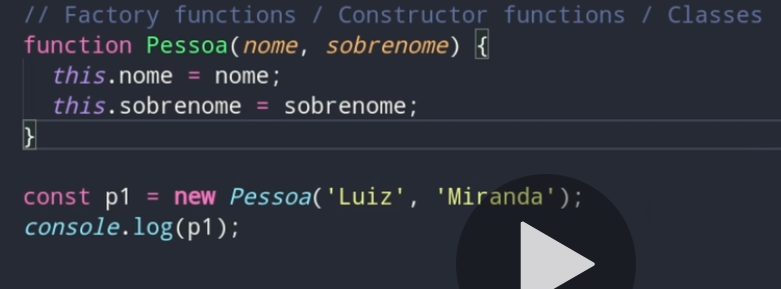 // Factory functions / Constructor functions / Classes
function Pessoa(nome, sobrenome) {
  this.nome = nome;
  this.sobrenome = sobrenome;
}
const p1 = new Pessoa('Luiz', 'Miranda');
console.log(p1);